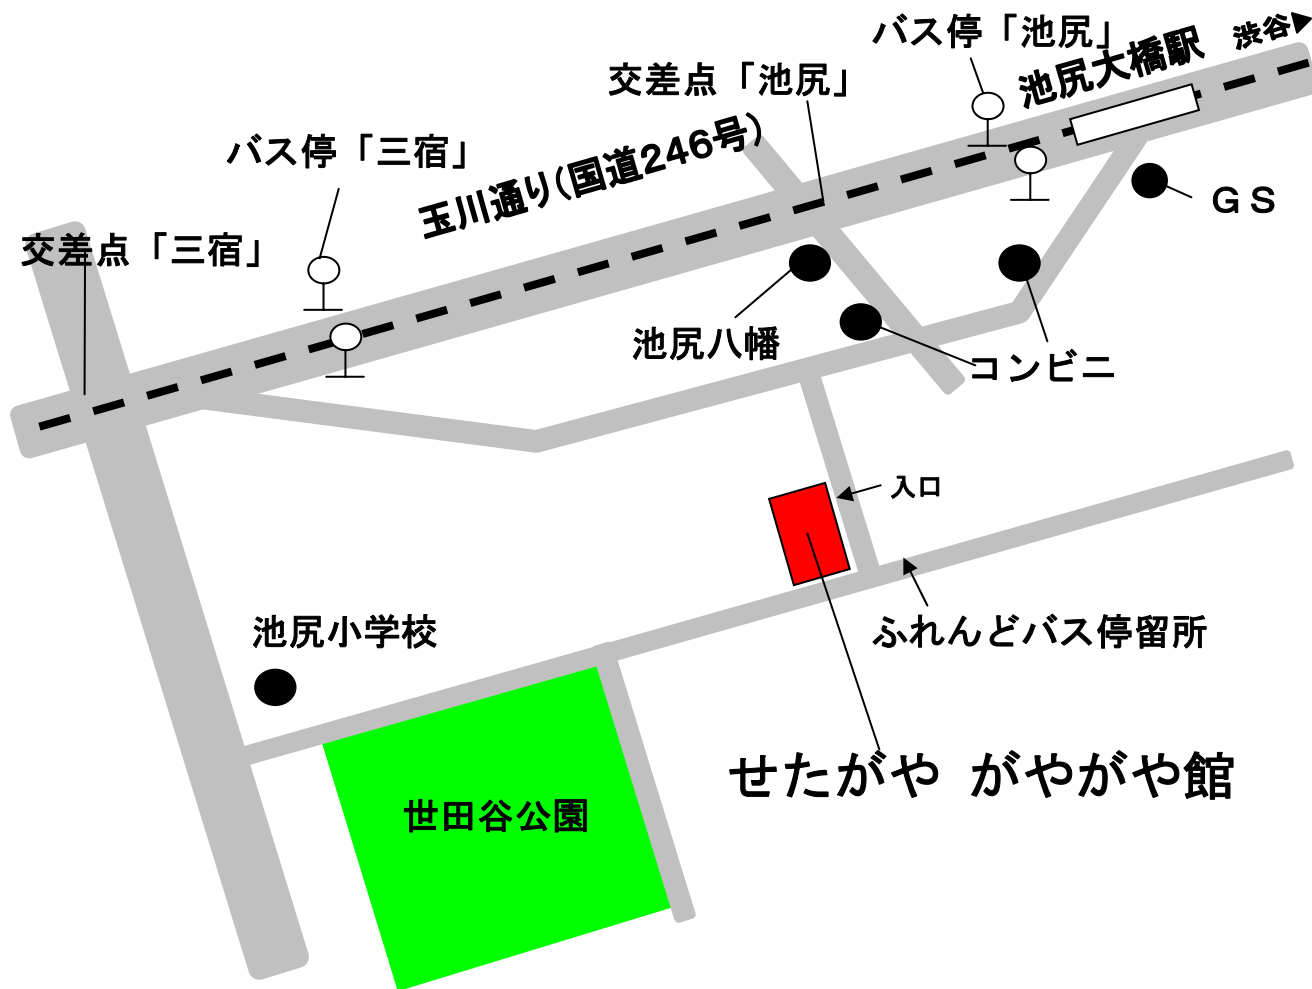 バス停「池尻」
渋谷▶
池尻大橋駅
交差点「池尻」
バス停「三宿」
玉川通り(国道246号)
交差点「三宿」
GS
池尻八幡
コンビニ
入口
池尻小学校
ふれんどバス停留所
せたがや がやがや館
世田谷公園